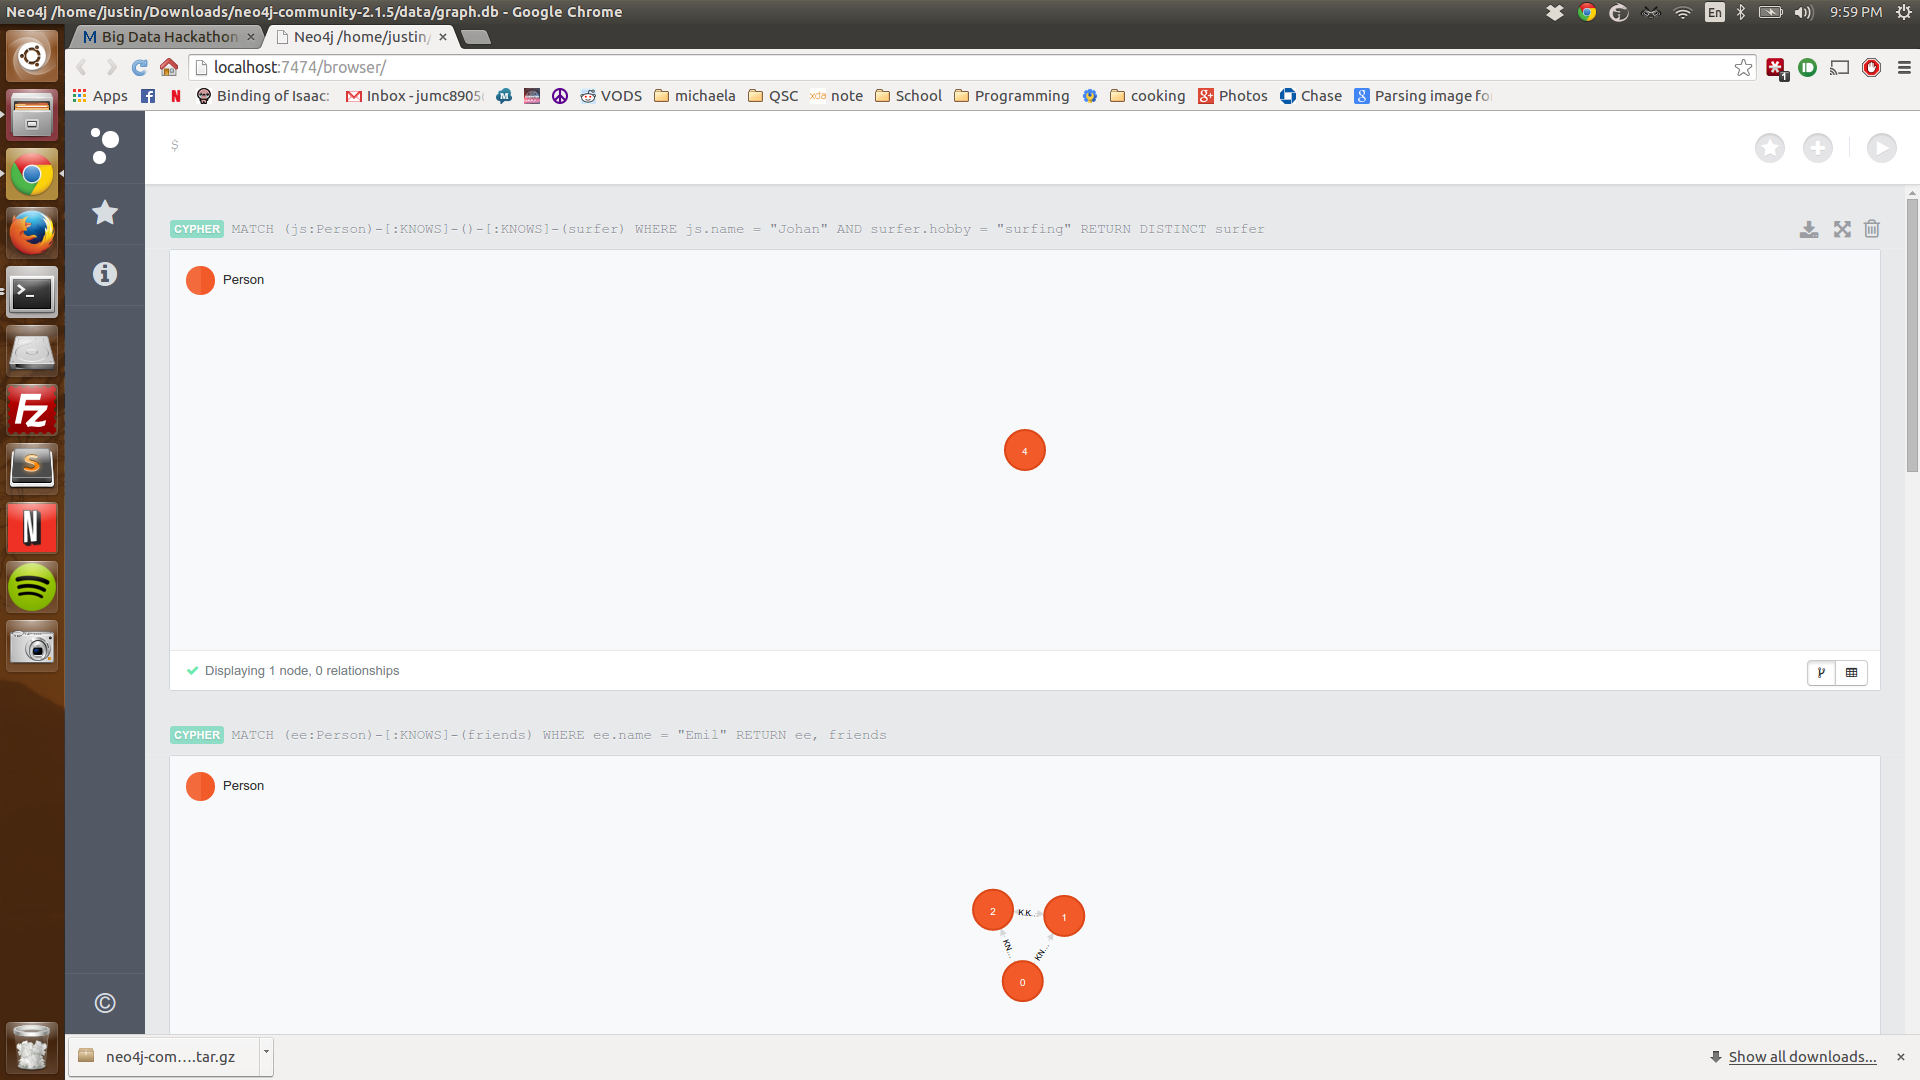 Neo4j /home/justin/Downloads/neo4j-community-2.1.5/data/graph.db - Google Chrome
En
9:59 PM
Big Data Hackathon
Neo4j /home/justin/
localhost:7474/browser/
1
Apps
Binding of Isaac:
Inbox - jumc8905
VODS
michaela
QSC
xda note
School
Programming
cooking
Photos
Chase
Parsing image fo
$
CYPHER MATCH (js:Person)-[:KNOWS]-()-[:KNOWS]-(surfer) WHERE js.name = "Johan" AND surfer.hobby = "surfing" RETURN DISTINCT surfer
Person
4
Displaying 1 node, 0 relationships
CYPHER MATCH (ee:Person)-[:KNOWS]-(friends) WHERE ee.name = "Emil" RETURN ee, friends
Person
2
K.K...
1
KN...
KN...
0
©
neo4j-com....tar.gz
Show all downloads...
Fz
S
N